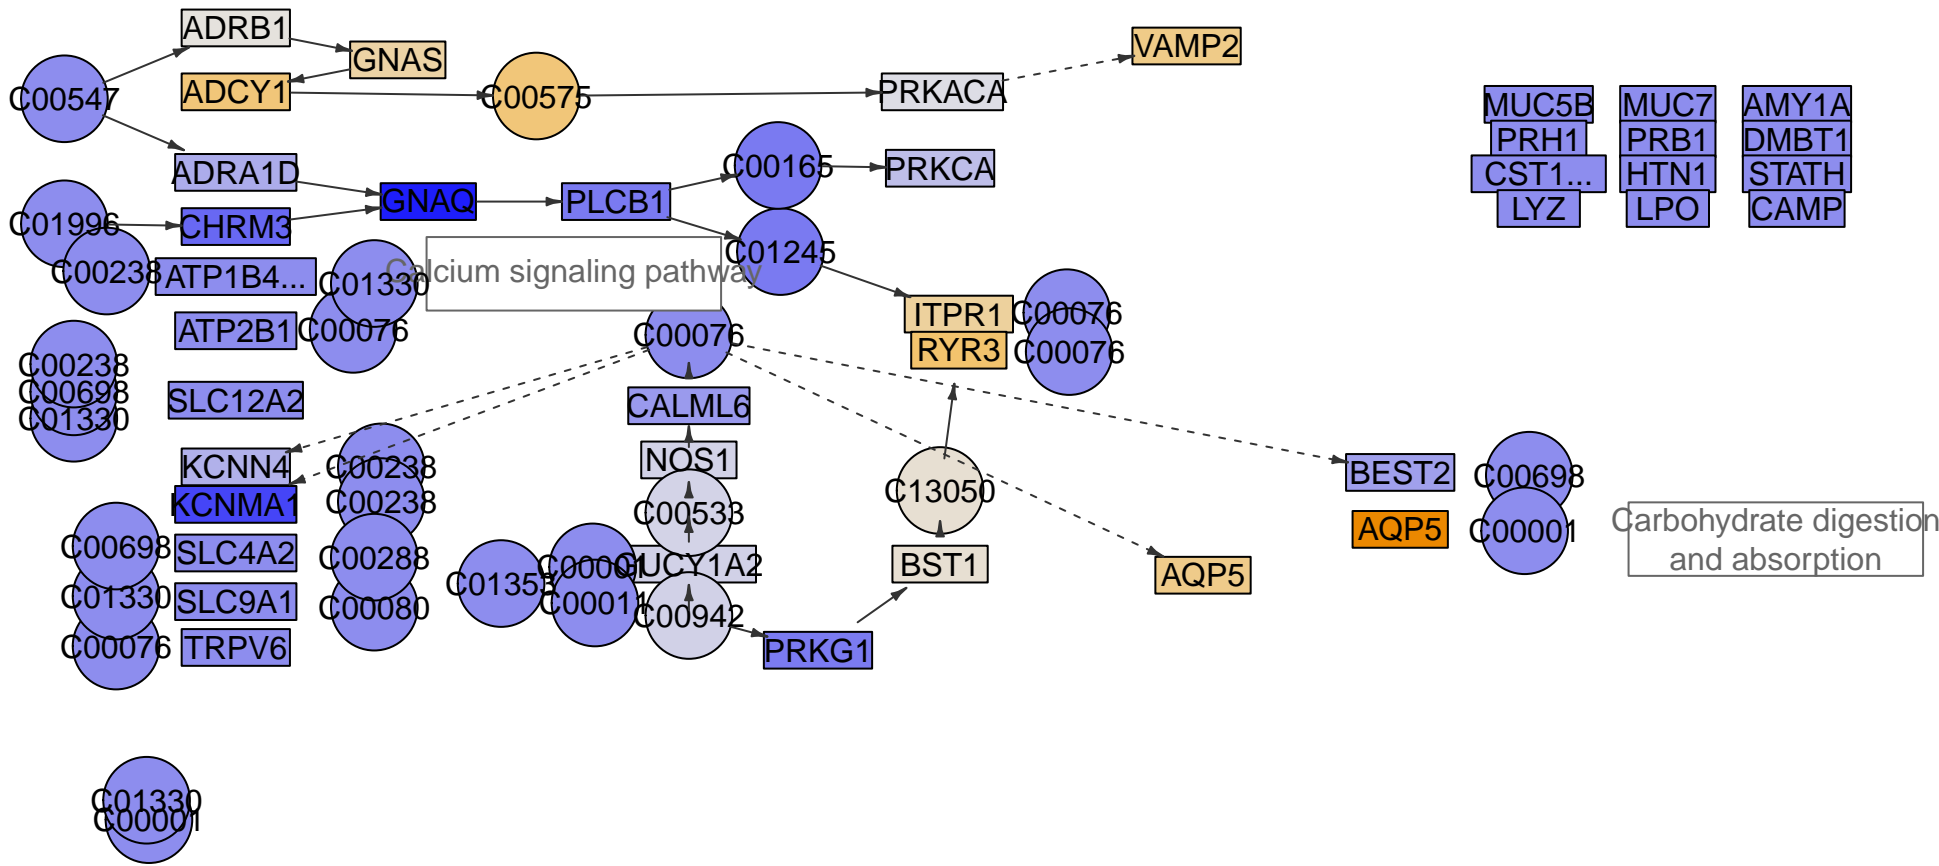 ADRB1
GNAS
VAMP2
C00547
ADCY1
C00575
PRKACA
MUC5B
MUC7
AMY1A
PRH1
PRB1
DMBT1
ADRA1D
C00165
PRKCA
CST1...
HTN1
STATH
GNAQ
PLCB1
LYZ
LPO
CAMP
C01996
CHRM3
C01245
C00238
ATP1B4...
C01330
Calcium signaling pathway
ATP2B1
C00076
C00076
ITPR1
C00076
RYR3
C00076
C00238
C00698
C01330
SLC12A2
CALML6
KCNN4
C00238
NOS1
BEST2
C00698
KCNMA1
C00238
C00533
C13050
AQP5
C00001
Carbohydrate digestion
and absorption
C00698
SLC4A2
C00288
C01353
C00001
GUCY1A2
BST1
AQP5
C01330
SLC9A1
C00080
C00011
C00942
C00076
TRPV6
PRKG1
C01330
C00001